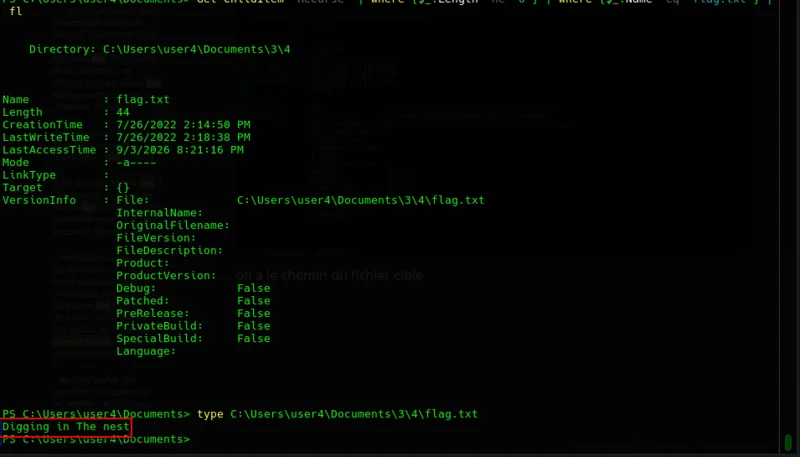 PS C:\Users\user4\Documents> Get-ChildItem -Recurse | where {$_.Length -ne "0"} | where {$_.Name -eq "flag.txt"} |
fl
Directory: C:\Users\user4\Documents\3\4
Name : flag.txt
Length : 44
CreationTime : 7/26/2022 2:14:50 PM
LastWriteTime : 7/26/2022 2:18:38 PM
LastAccessTime : 9/3/2026 8:21:16 PM
Mode : -a----
LinkType :
Target : {}
VersionInfo : File: C:\Users\user4\Documents\3\4\flag.txt
InternalName:
OriginalFilename:
FileVersion:
FileDescription:
Product:
ProductVersion:
on a le chemin du fichier cible
Debug: False
Patched: False
PreRelease: False
PrivateBuild: False
SpecialBuild: False
Language:
PS C:\Users\user4\Documents> type C:\Users\user4\Documents\3\4\flag.txt
Digging in The nest
PS C:\Users\user4\Documents>